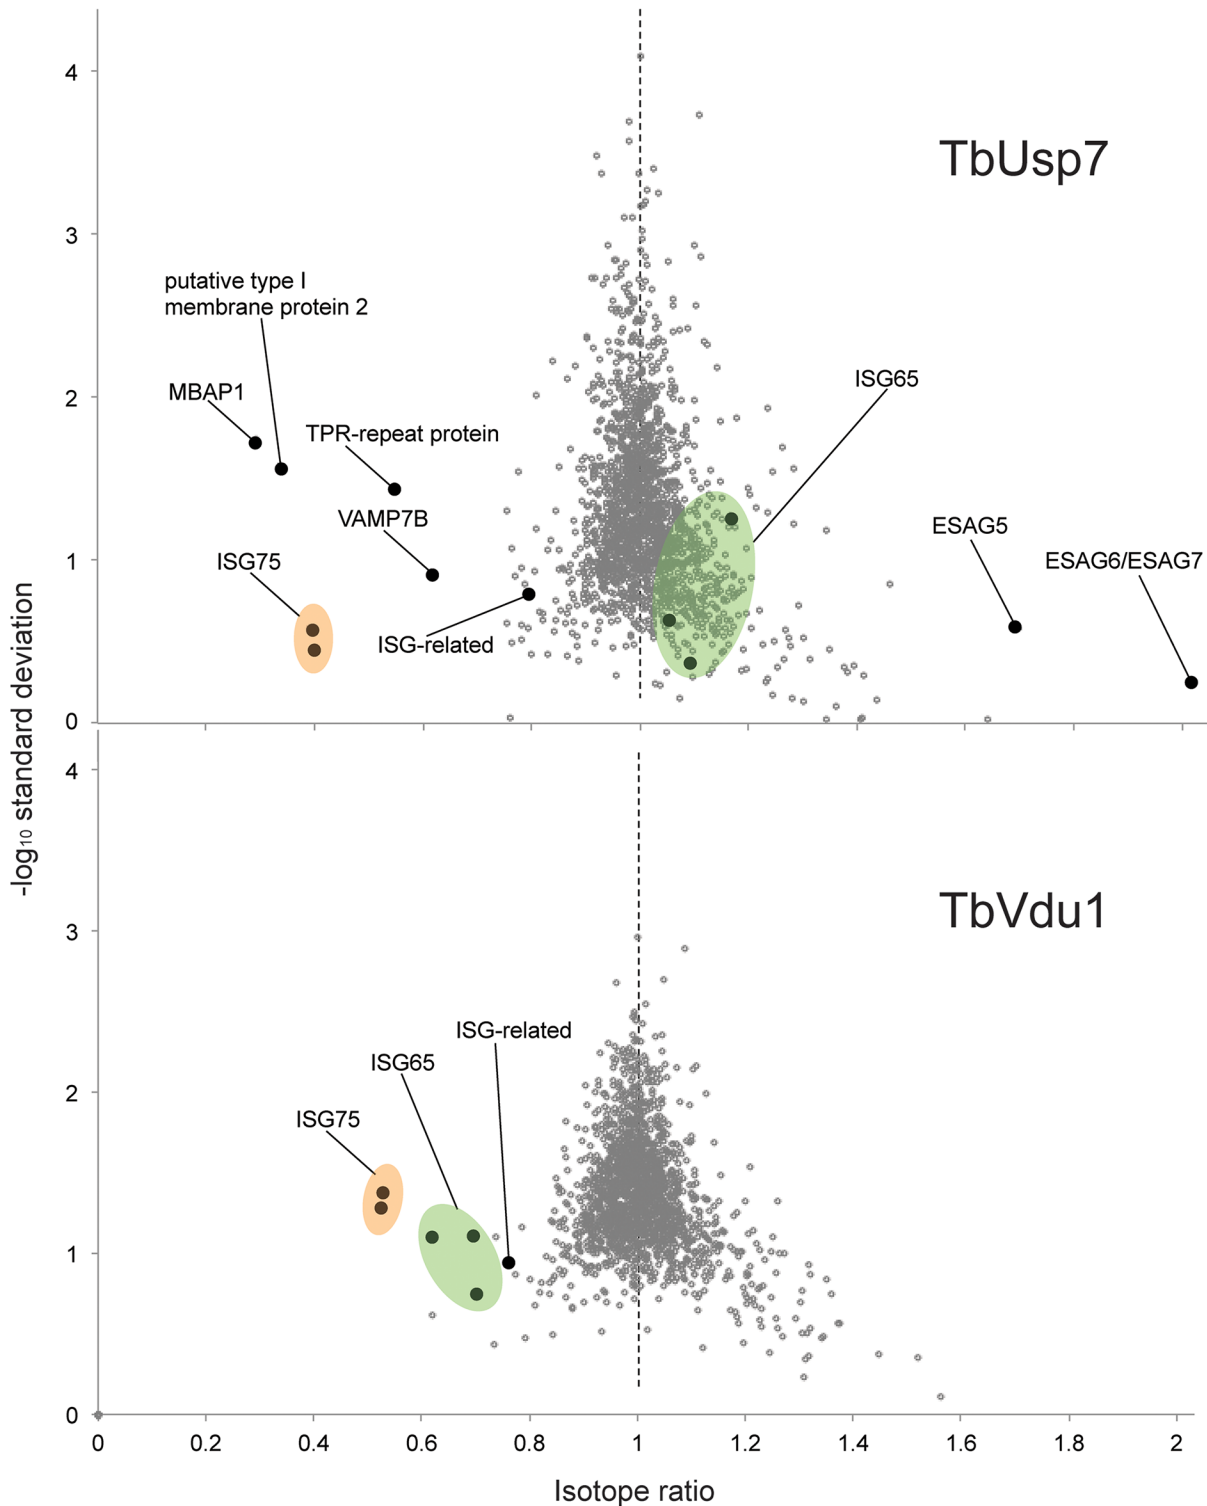 4
TbUsp7
3
putative type I
membrane protein 2
ISG65
2
MBAP1
TPR-repeat protein
VAMP7B
ESAG5
1
ISG75
ESAG6/ESAG7
ISG-related
0
-log10 standard deviation
4
TbVdu1
3
ISG-related
ISG65
2
ISG75
1
0
0 0.2 0.4 0.6 0.8 1 1.2 1.4 1.6 1.8 2
Isotope ratio